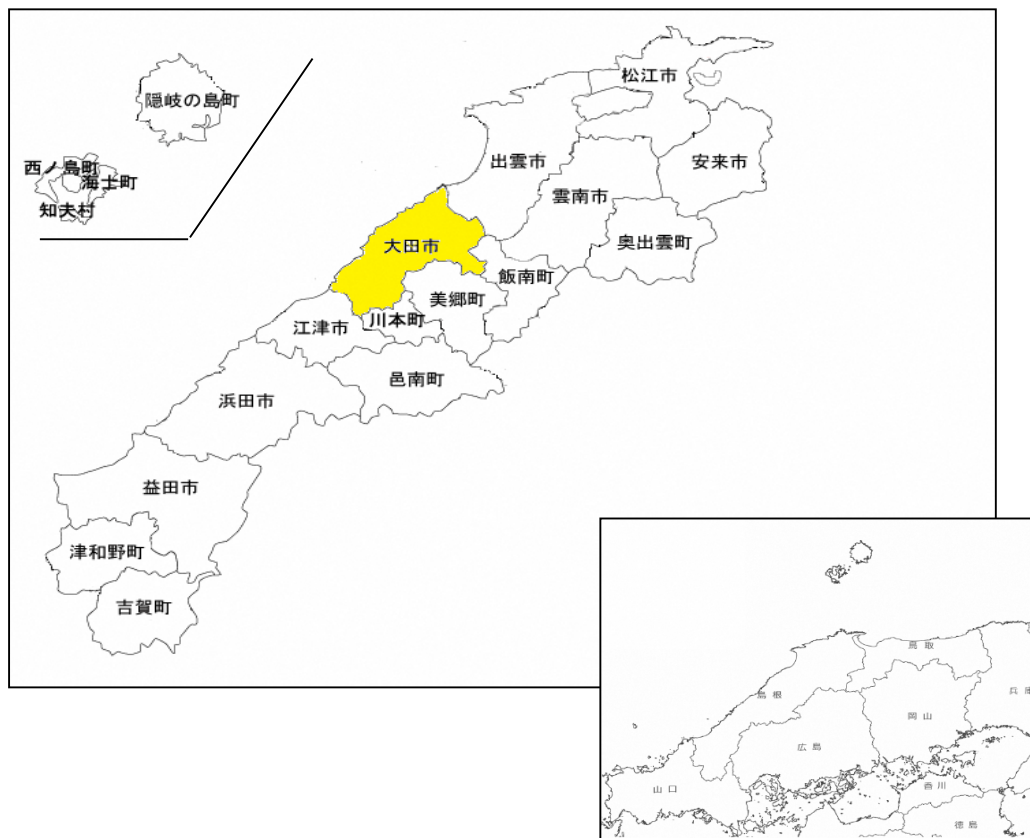 松江市
隠岐の島町
出雲市
安来市
西ノ島町
海士町
雲南市
知夫村
奥出雲町
大田市
飯南町
美郷町
川本町
江津市
邑南町
浜田市
益田市
津和野町
吉賀町
鳥取
島根
兵庫
岡山
広島
山口
香川
徳島